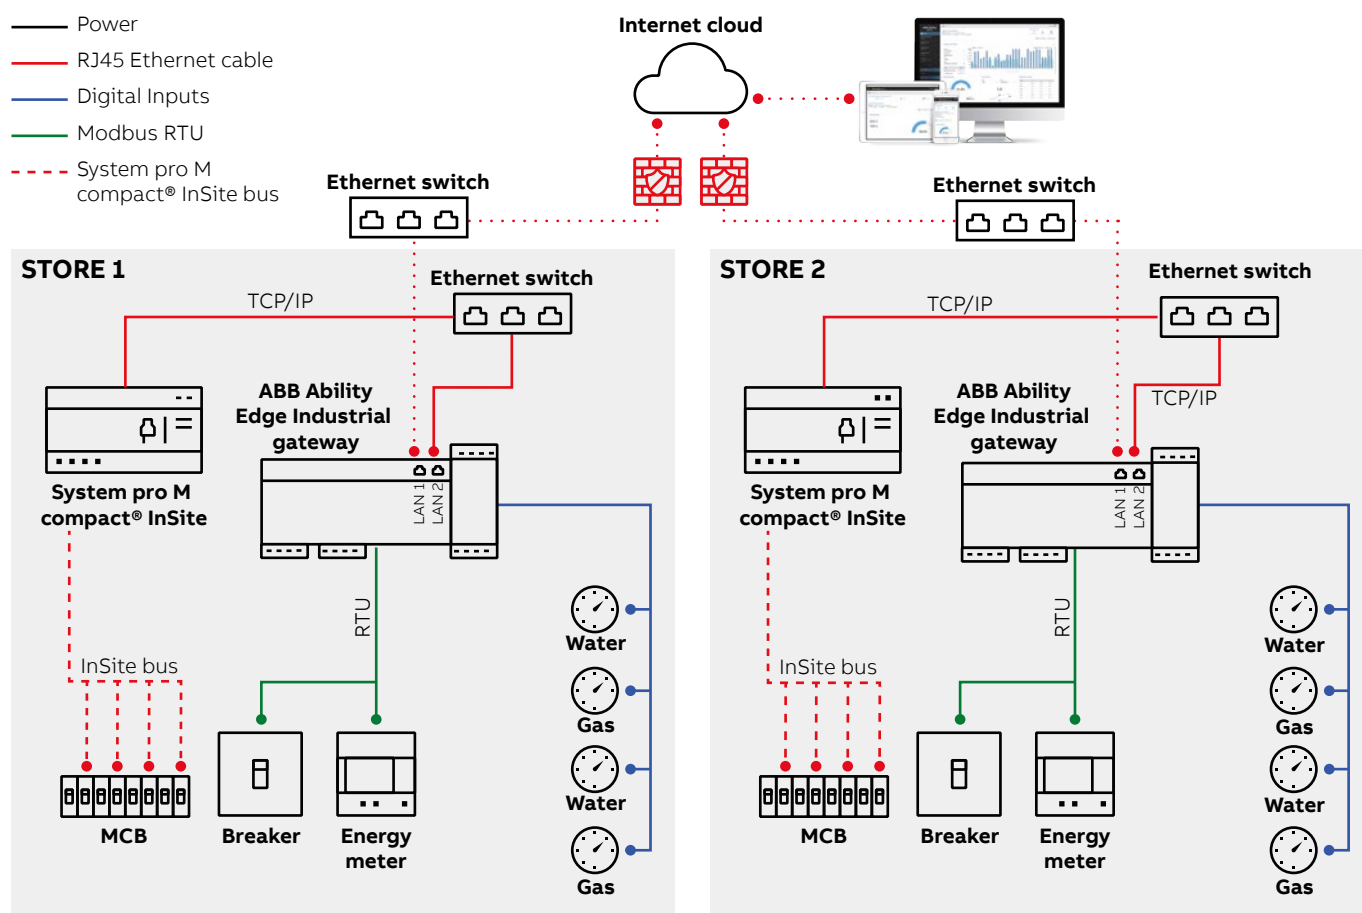 Power
RJ45 Ethernet cable
Digital Inputs
Modbus RTU
System pro M
compact® InSite bus
Internet cloud
Ethernet switch
Ethernet switch
STORE 1
Ethernet switch
TCP/IP
ABB Ability
Edge Industrial
gateway
LAN 1
LAN 2
System pro M
compact® InSite
RTU
InSite bus
MCB
Breaker
Energy
meter
Water
Gas
Water
Gas
STORE 2
Ethernet switch
TCP/IP
TCP/IP
ABB Ability
Edge Industrial
gateway
LAN 1
LAN 2
System pro M
compact® InSite
RTU
InSite bus
MCB
Breaker
Energy
meter
Water
Gas
Water
Gas